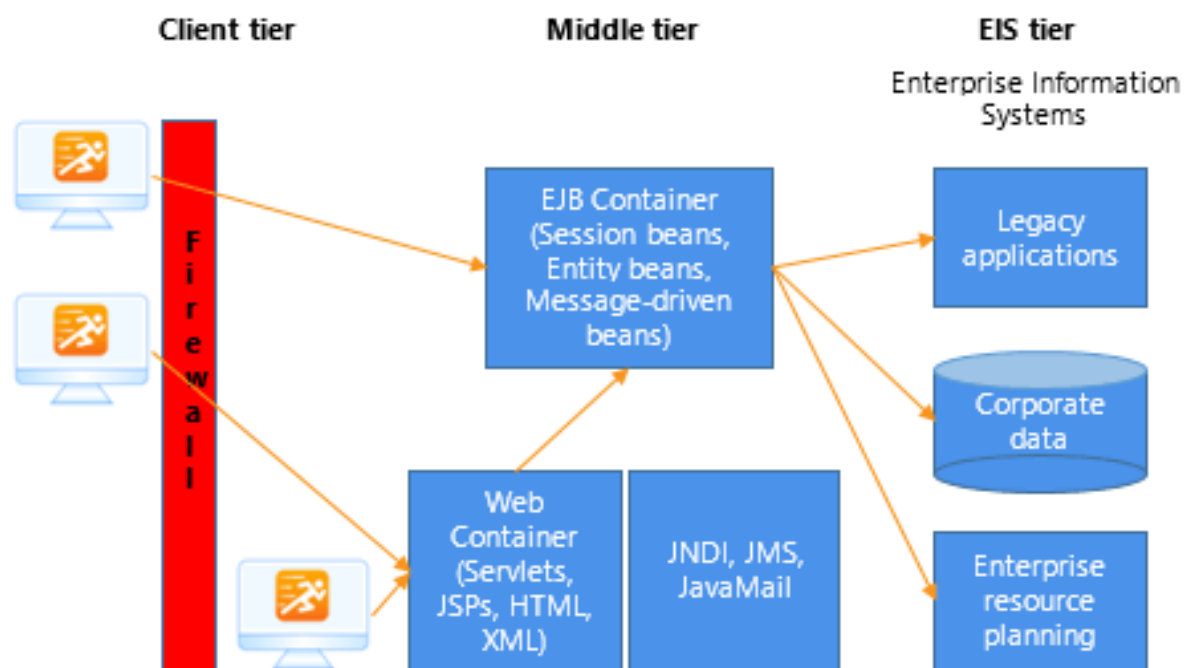 Client tier
Middle tier
EIS tier
Enterprise Information
Systems
Firewall
EJB Container
(Session beans,
Entity beans,
Message-driven
beans)
Legacy
applications
Corporate
data
Web
Container
(Servlets,
JSPs, HTML,
XML)
JNDI, JMS,
JavaMail
Enterprise
resource
planning